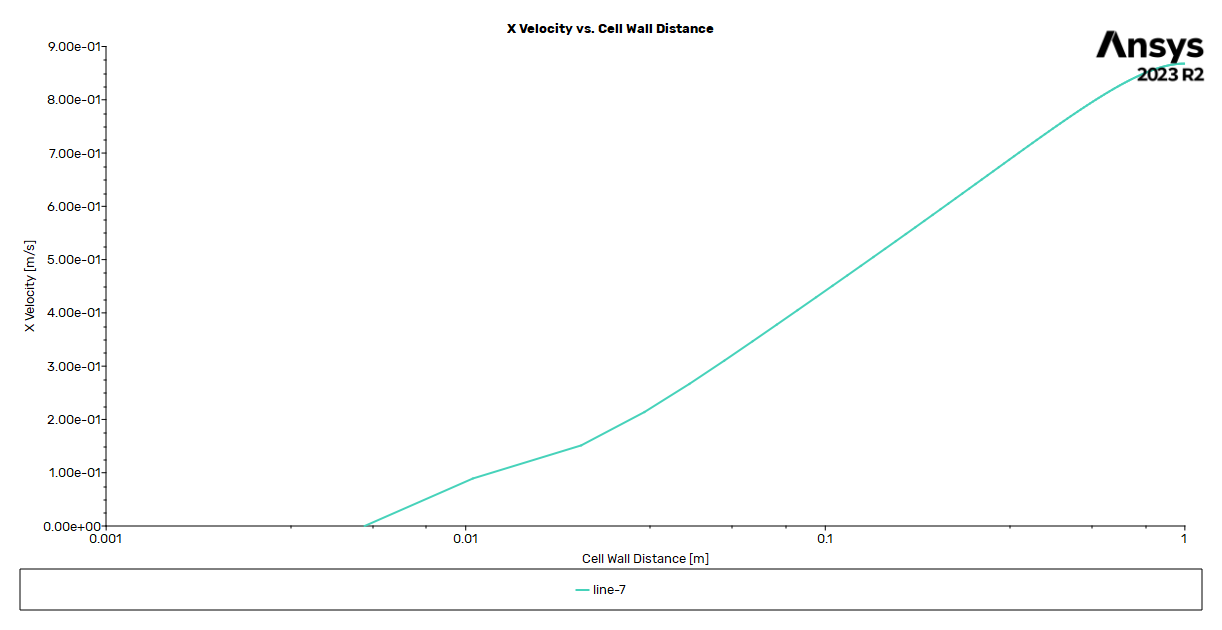 X Velocity vs. Cell Wall Distance
Ansys
2023 R2
9.00e-01
8.00e-01
7.00e-01
6.00e-01
5.00e-01
4.00e-01
3.00e-01
2.00e-01
1.00e-01
0.00e+00
X Velocity [m/s]
0.001
0.01
0.1
1
Cell Wall Distance [m]
line-7